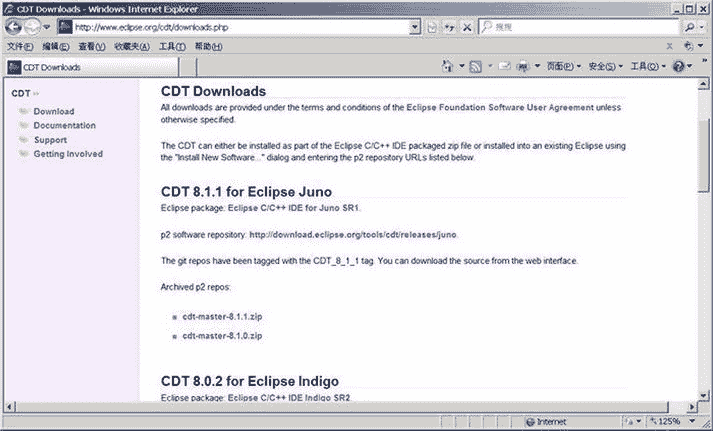 CDT Downloads - Windows Internet Explorer
http://www.eclipse.org/cdt/downloads.php
搜搜
文件(F) 编辑(E) 查看(V) 收藏夹(A) 工具(T) 帮助(H)
CDT Downloads
页面(P) 安全(S) 工具(O)
CDT
Download
Documentation
Support
Getting Involved
CDT Downloads
All downloads are provided under the terms and conditions of the Eclipse Foundation Software User Agreement unless
otherwise specified.
The CDT can either be installed as part of the Eclipse C/C++ IDE packaged zip file or installed into an existing Eclipse using
the "Install New Software..." dialog and entering the p2 repository URLs listed below.
CDT 8.1.1 for Eclipse Juno
Eclipse package: Eclipse C/C++ IDE for Juno SR1.
p2 software repository: http://download.eclipse.org/tools/cdt/releases/juno.
The git repos have been tagged with the CDT_8_1_1 tag. You can download the source from the web interface.
Archived p2 repos:
cdt-master-8.1.1.zip
cdt-master-8.1.0.zip
CDT 8.0.2 for Eclipse Indigo
Eclipse package: Eclipse C/C++ IDE Indigo SR2
Internet
125%